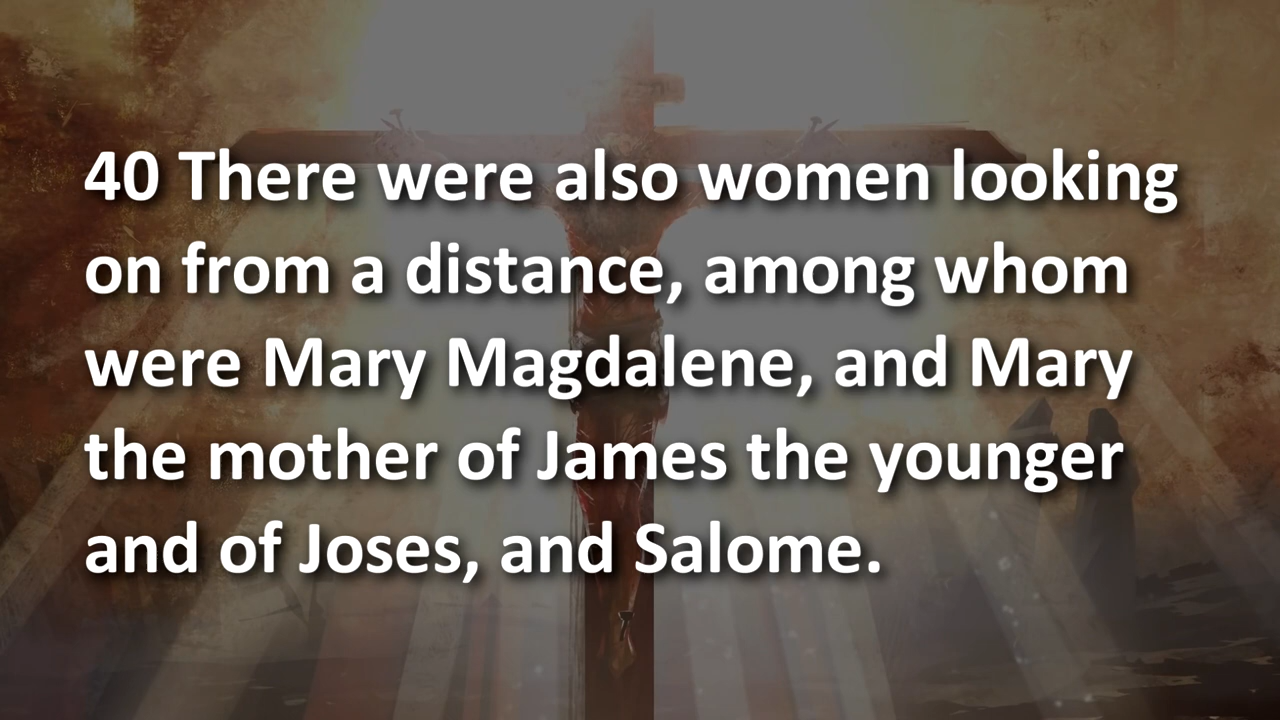 40 There were also women looking
on from a distance, among whom
were Mary Magdalene, and Mary
the mother of James the younger
and of Joses, and Salome.